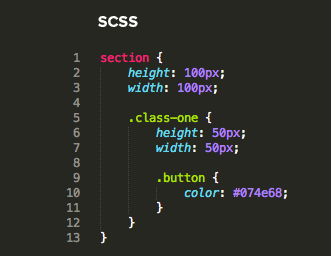 SCSS
1 section {
2     height: 100px;
3     width: 100px;
4
5     .class-one {
6         height: 50px;
7         width: 50px;
8
9         .button {
10             color: #074e68;
11         }
12     }
13 }